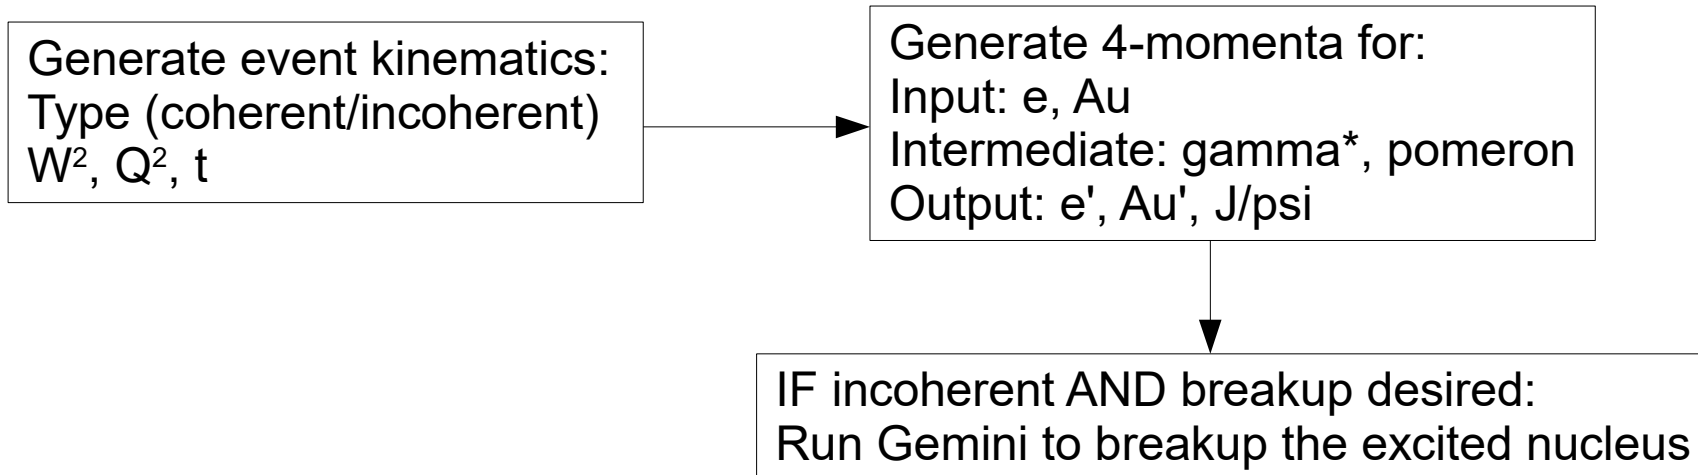 Generate event kinematics:
Type (coherent/incoherent)
W², Q², t
Generate 4-momenta for:
Input: e, Au
Intermediate: gamma*, pomeron
Output: e', Au', J/psi
IF incoherent AND breakup desired:
Run Gemini to breakup the excited nucleus